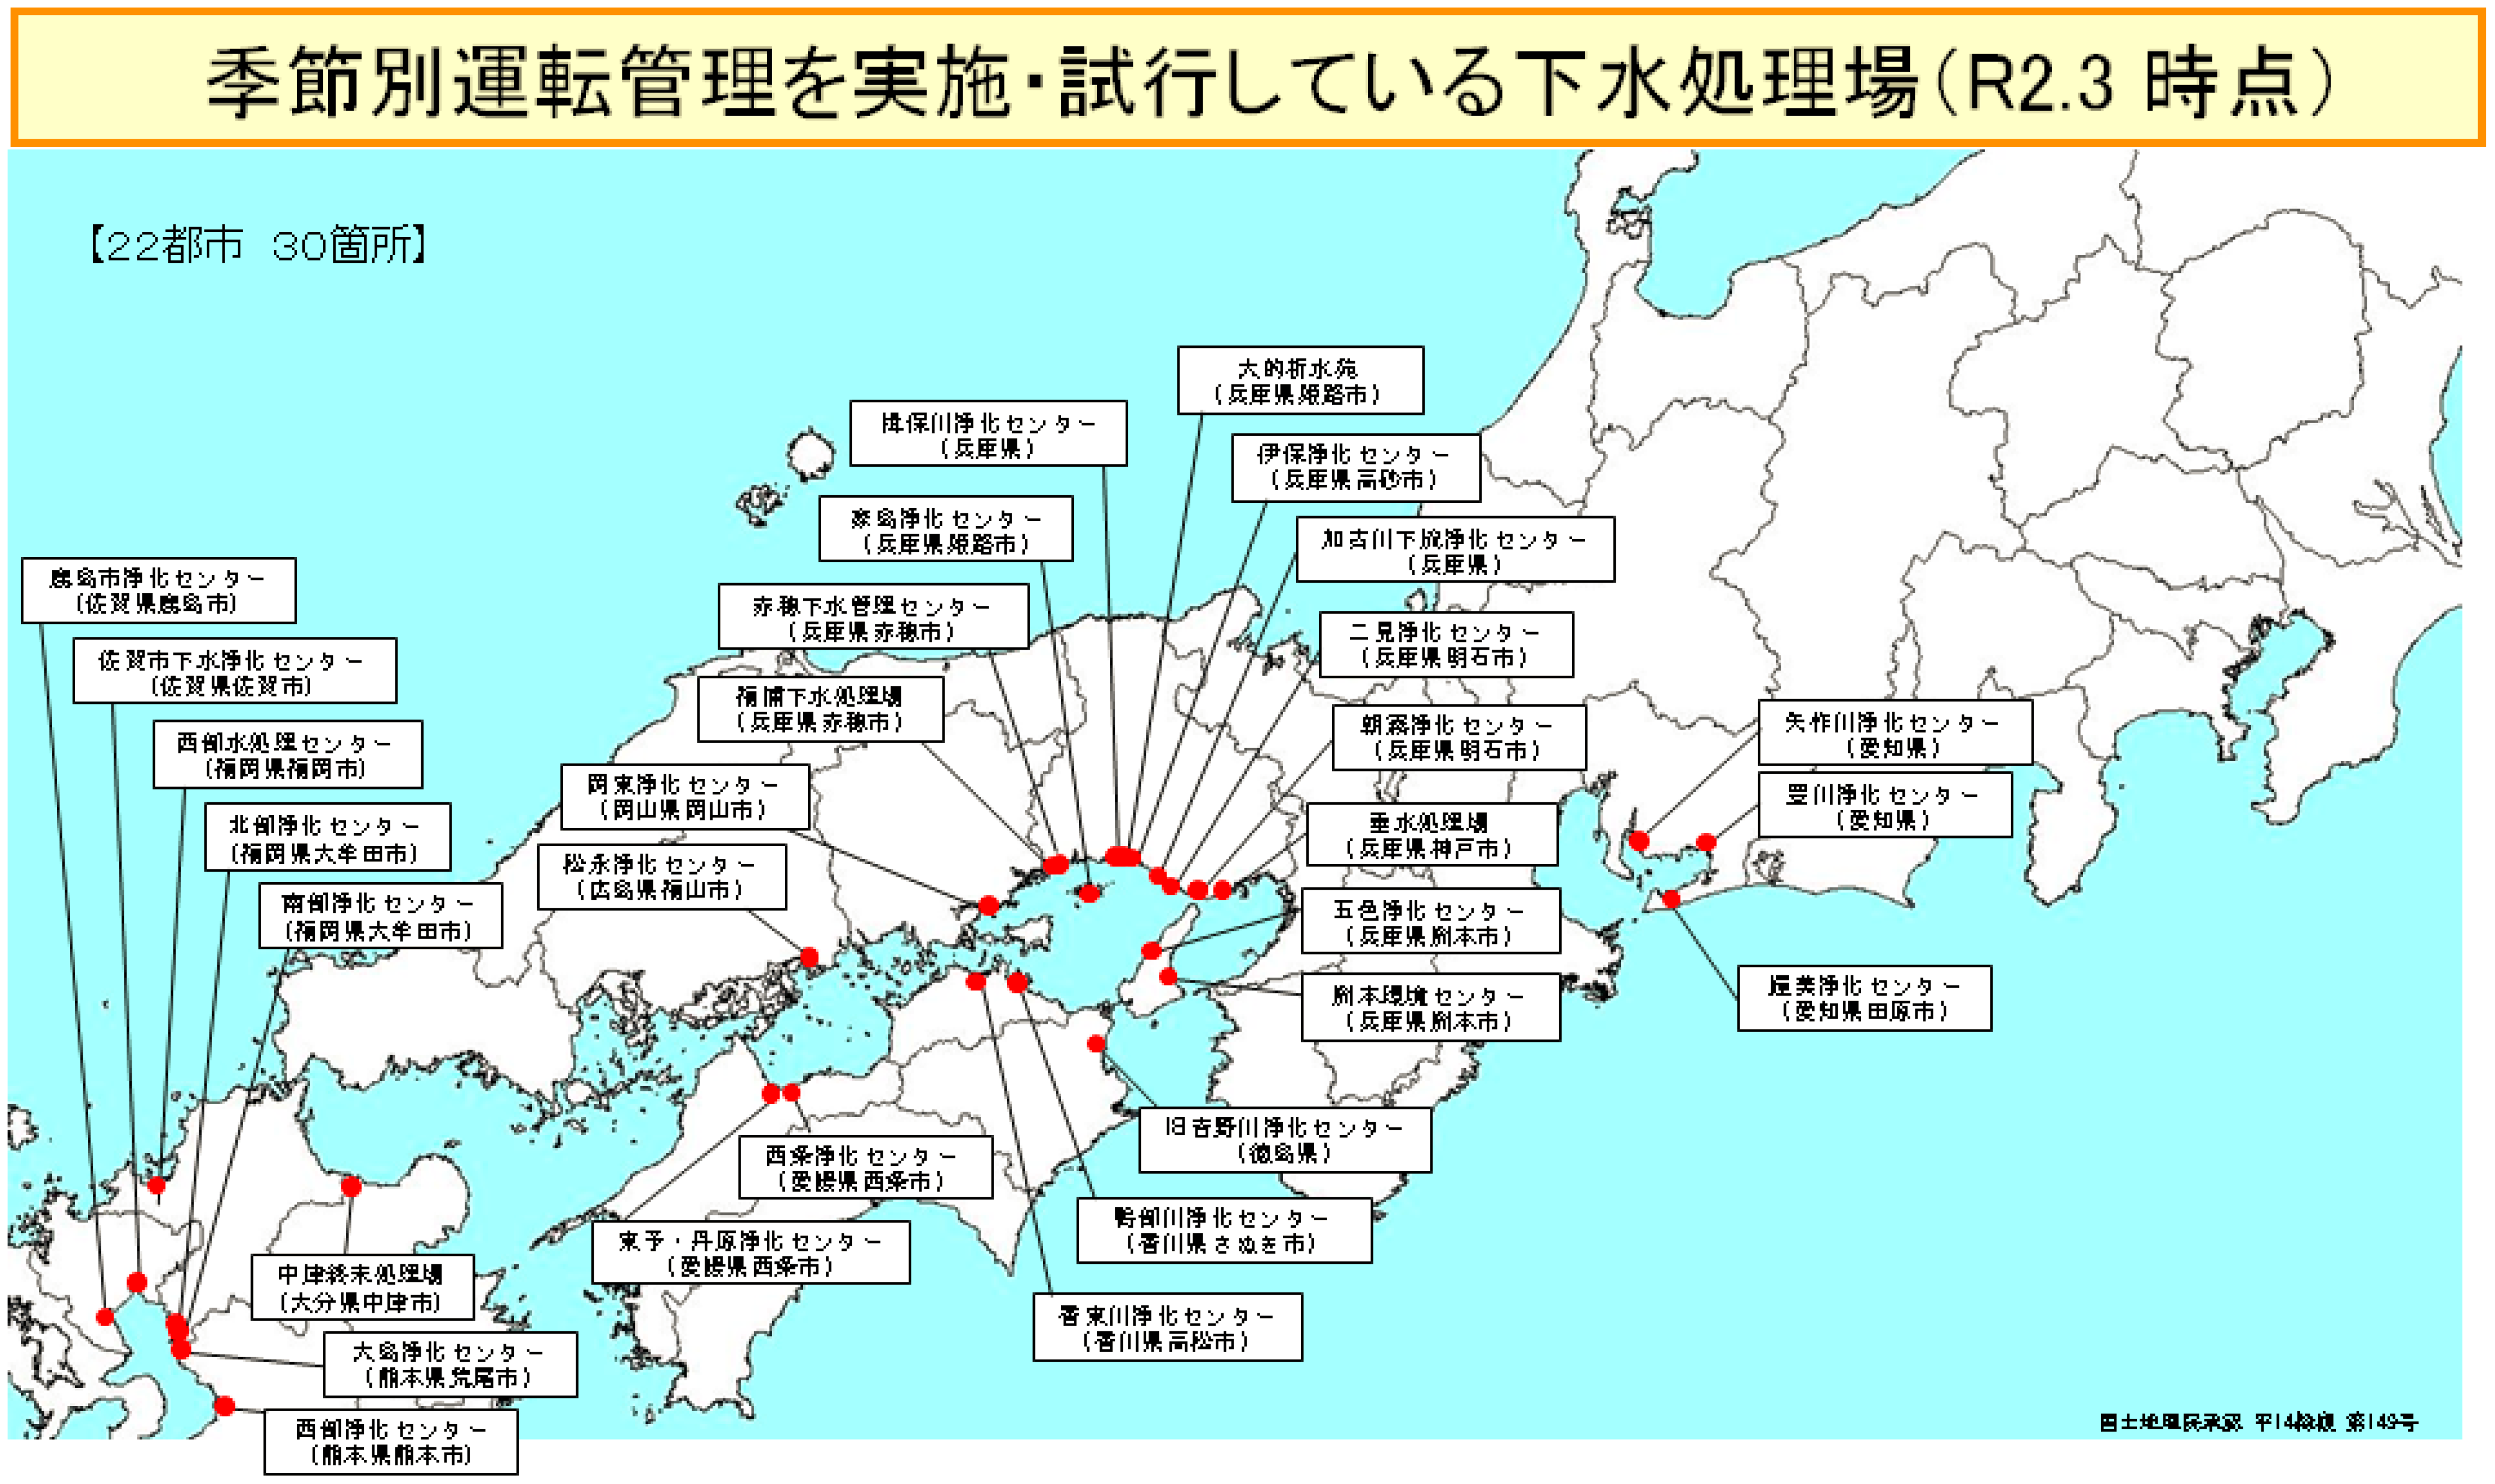 季節別運転管理を実施・試行している下水処理場（R2.3 時点）
【22都市　30箇所】
大的析水苑
（兵庫県姫路市）
揖保川浄化センター
（兵庫県）
伊保浄化センター
（兵庫県高砂市）
家島浄化センター
（兵庫県姫路市）
加古川下流浄化センター
（兵庫県）
鹿島市浄化センター
（佐賀県鹿島市）
赤穂下水管理センター
（兵庫県赤穂市）
二見浄化センター
（兵庫県明石市）
佐賀市下水浄化センター
（佐賀県佐賀市）
福浦下水処理場
（兵庫県赤穂市）
朝霧浄化センター
（兵庫県明石市）
矢作川浄化センター
（愛知県）
西部水処理センター
（福岡県福岡市）
岡東浄化センター
（岡山県岡山市）
豊川浄化センター
（愛知県）
北部浄化センター
（福岡県大牟田市）
垂水処理場
（兵庫県神戸市）
松永浄化センター
（広島県福山市）
南部浄化センター
（福岡県大牟田市）
五色浄化センター
（兵庫県洲本市）
洲本環境センター
（兵庫県洲本市）
渥美浄化センター
（愛知県田原市）
旧吉野川浄化センター
（徳島県）
西条浄化センター
（愛媛県西条市）
鴨部川浄化センター
（香川県さぬき市）
東予・丹原浄化センター
（愛媛県西条市）
中津終末処理場
（大分県中津市）
香東川浄化センター
（香川県高松市）
大島浄化センター
（熊本県荒尾市）
西部浄化センター
（熊本県熊本市）
国土地理院承認 平14総複 第149号